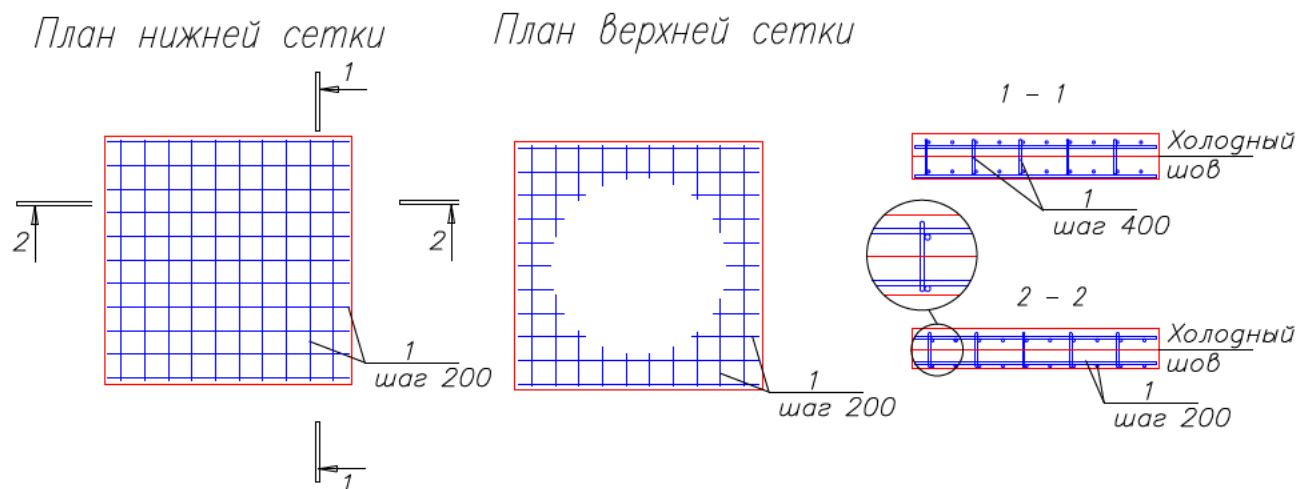 План нижней сетки
План верхней сетки
1
1
2
2
1
шаг 200
1
шаг 200
1 - 1
Холодный
шов
1
шаг 400
2 - 2
Холодный
шов
1
шаг 200